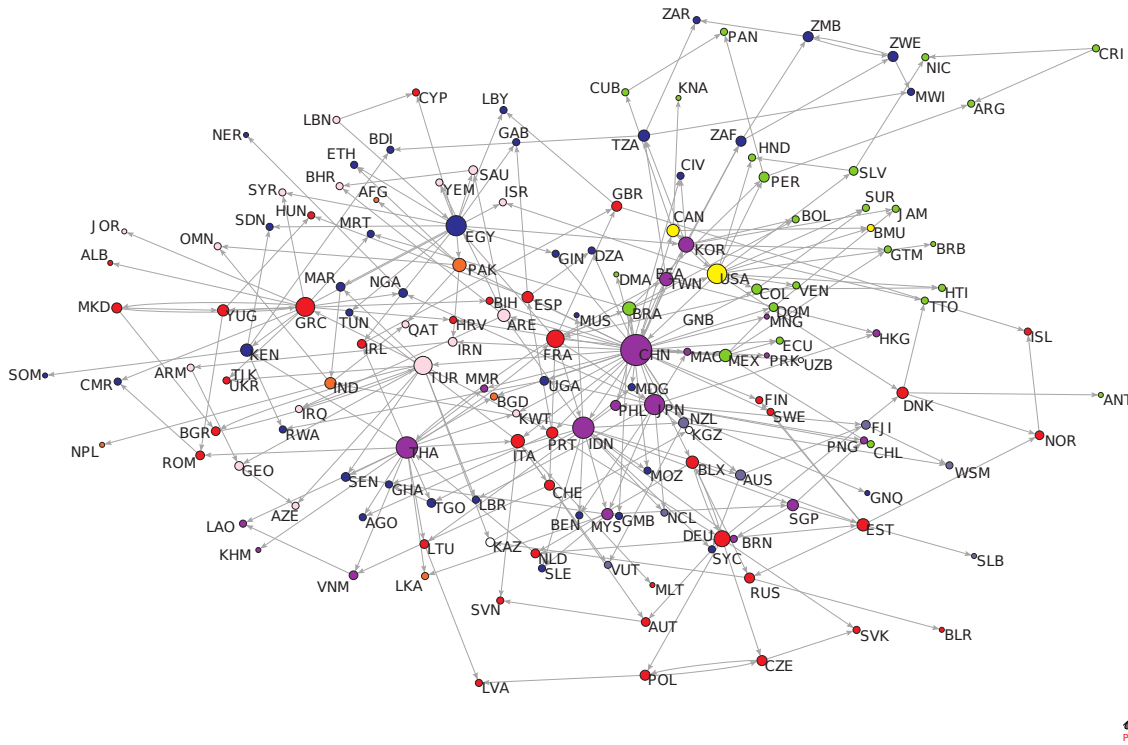 ZAR
ZMB
PAN
ZWE
NIC
CRI
CYP
LBY
CUB
KNA
MWI
ARG
LBN
NER
BDI
GAB
TZA
ZAF
HND
ETH
BHR
YEM
SAU
CIV
PER
SLV
SYR
AFG
ISR
GBR
SUR
JAM
JOR
HUN
SDN
MRT
EGY
CAN
BOL
BMU
OMN
KOR
GTM
BRB
ALB
PAK
GIN
DZA
MAR
NGA
DMA
BFA
TWN
USA
COL
VEN
HTI
MKD
YUG
GRC
BIH
ESP
BRA
DOM
TTO
TUN
QAT
HRV
ARE
MUS
GNB
MNG
ISL
IRL
IRN
FRA
CHN
MAC
MEX
ECU
HKG
KEN
PRK
UZB
SOM
ARM
TJK
TUR
CMR
UKR
IND
MMR
UGA
MDG
BGD
FIN
DNK
ANT
IRQ
KWT
PHL
JPN
NZL
SWE
BGR
RWA
PRT
IDN
KGZ
FJI
NOR
NPL
ROM
THA
ITA
PNG
CHL
GEO
BLX
WSM
SEN
GHA
CHE
MOZ
AUS
AZE
TGO
LBR
GNQ
LAO
AGO
BEN
MYS
GMB
NCL
SGP
KHM
LTU
KAZ
NLD
DEU
BRN
EST
SYC
SLB
VNM
LKA
SLE
VUT
MLT
RUS
SVN
AUT
SVK
BLR
LVA
POL
CZE